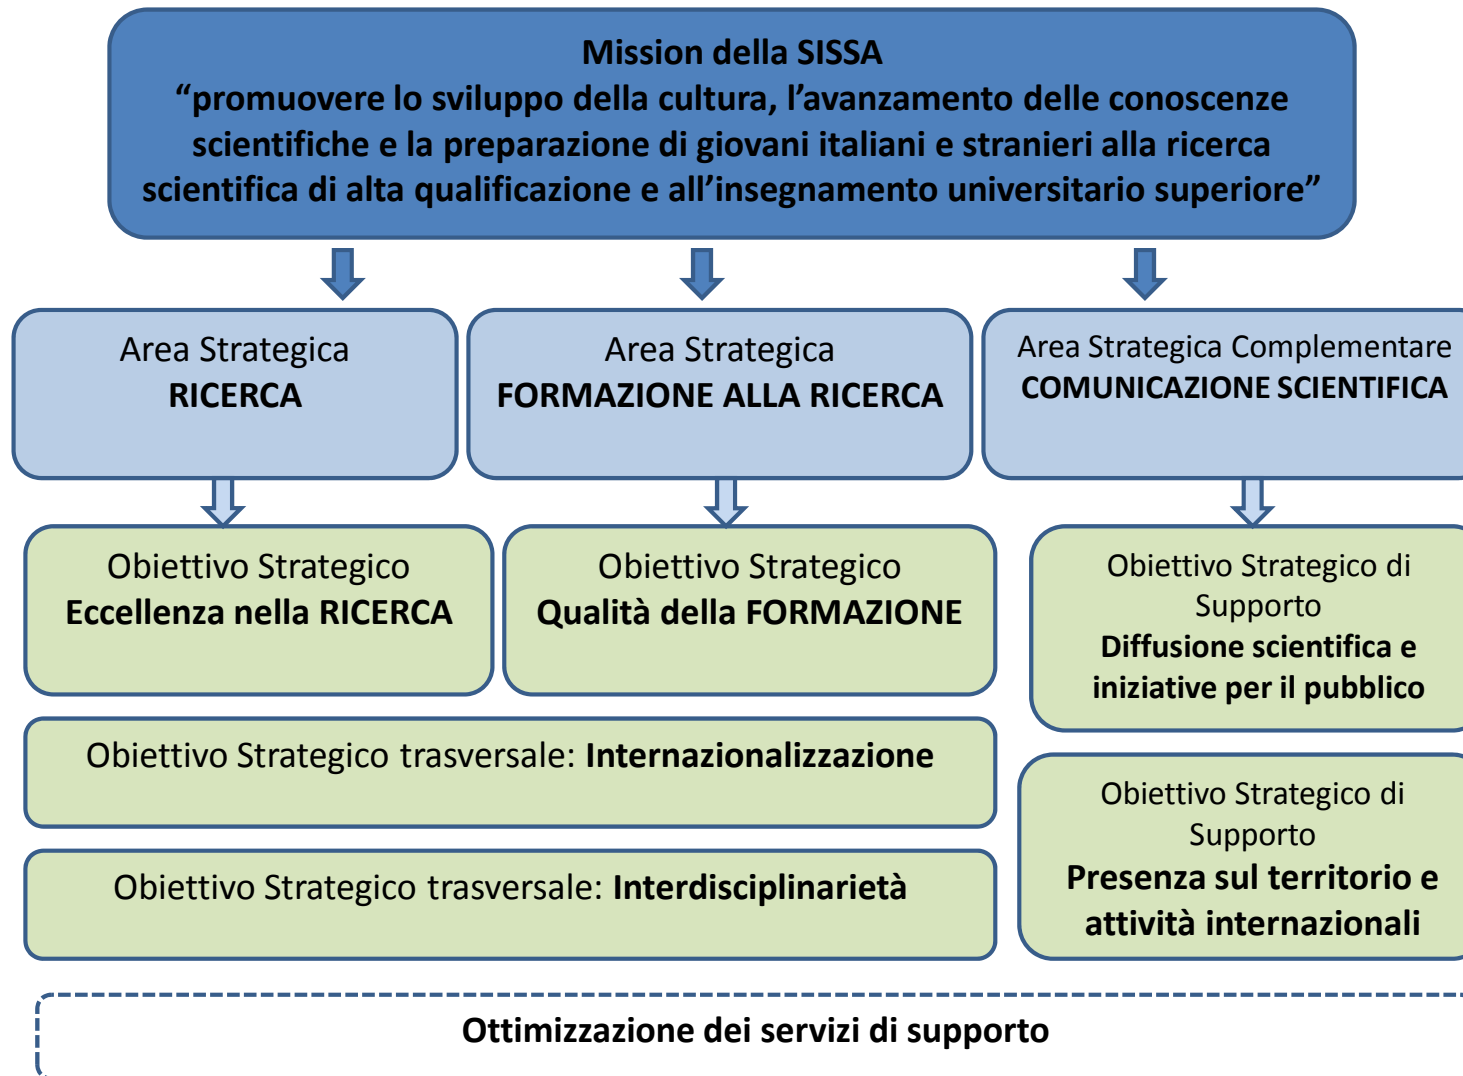 Mission della SISSA
“promuovere lo sviluppo della cultura, l’avanzamento delle conoscenze
scientifiche e la preparazione di giovani italiani e stranieri alla ricerca
scientifica di alta qualificazione e all’insegnamento universitario superiore”
Area Strategica
RICERCA
Area Strategica
FORMAZIONE ALLA RICERCA
Area Strategica Complementare
COMUNICAZIONE SCIENTIFICA
Obiettivo Strategico
Eccellenza nella RICERCA
Obiettivo Strategico
Qualità della FORMAZIONE
Obiettivo Strategico di
Supporto
Diffusione scientifica e
iniziative per il pubblico
Obiettivo Strategico trasversale: Internazionalizzazione
Obiettivo Strategico di
Supporto
Presenza sul territorio e
attività internazionali
Obiettivo Strategico trasversale: Interdisciplinarietà
Ottimizzazione dei servizi di supporto